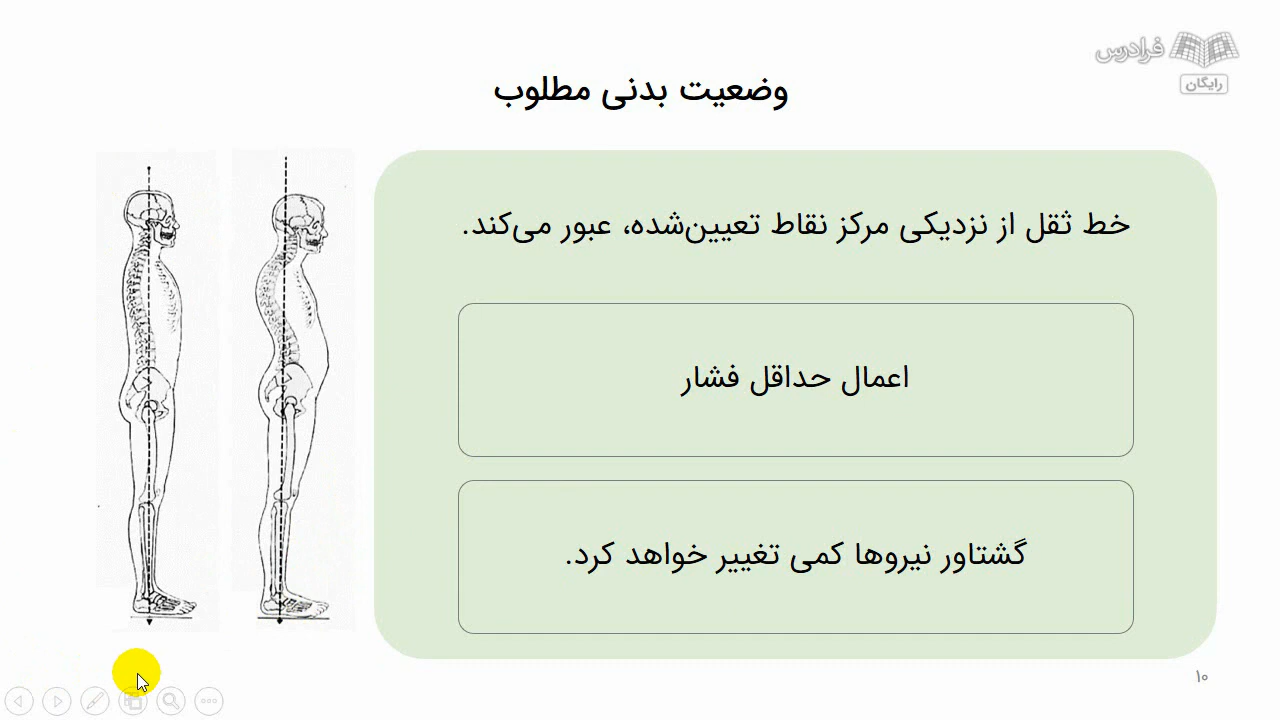 فرادرس
رایگان
وضعیت بدنی مطلوب
خط ثقل از نزدیکی مرکز نقاط تعیین‌شده، عبور می‌کند.
اعمال حداقل فشار
گشتاور نیروها کمی تغییر خواهد کرد.
۱۰